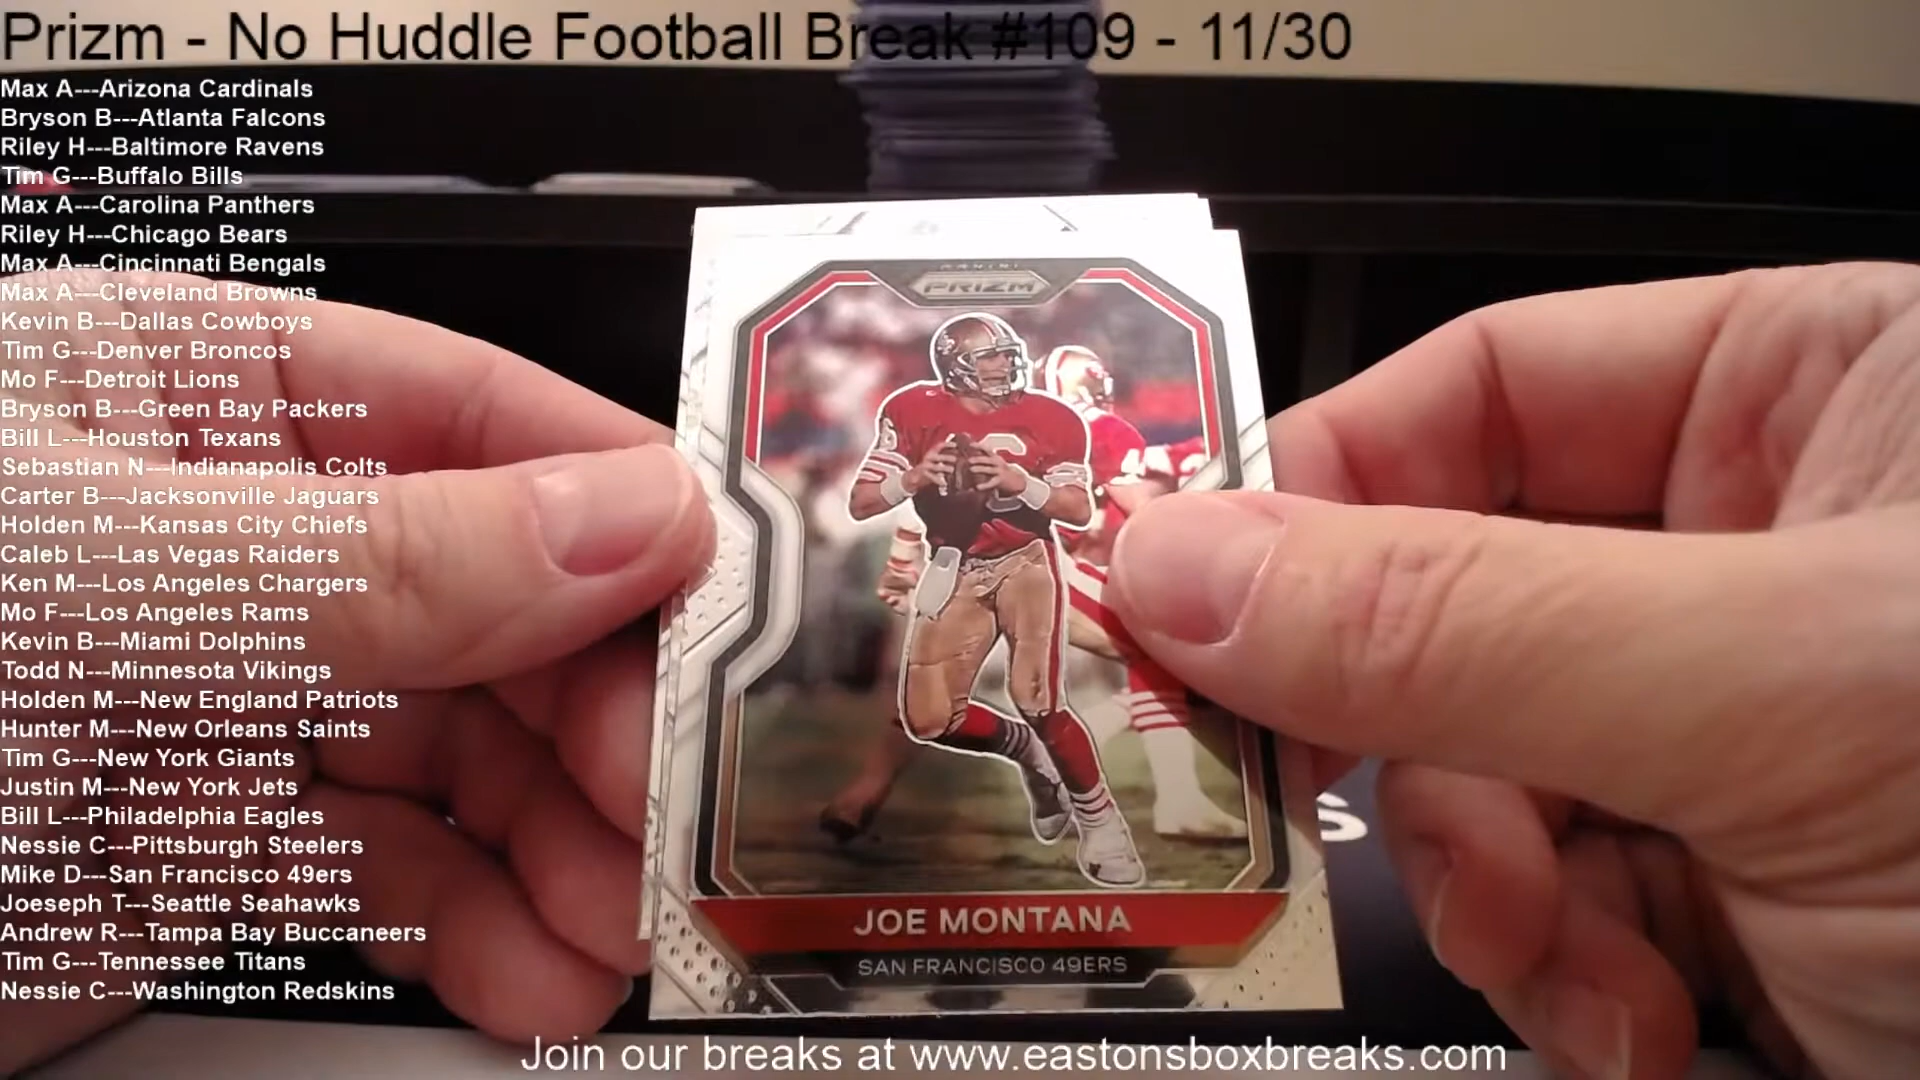 Prizm - No Huddle Football Break #109 - 11/30
Max A---Arizona Cardinals
Bryson B---Atlanta Falcons
Riley H---Baltimore Ravens
Tim G---Buffalo Bills
Max A---Carolina Panthers
Riley H---Chicago Bears
Max A---Cincinnati Bengals
Max A---Cleveland Browns
Kevin B---Dallas Cowboys
Tim G---Denver Broncos
Mo F---Detroit Lions
Bryson B---Green Bay Packers
Bill L---Houston Texans
Sebastian N---Indianapolis Colts
Carter B---Jacksonville Jaguars
Holden M---Kansas City Chiefs
Caleb L---Las Vegas Raiders
Ken M---Los Angeles Chargers
Mo F---Los Angeles Rams
Kevin B---Miami Dolphins
Todd N---Minnesota Vikings
Holden M---New England Patriots
Hunter M---New Orleans Saints
Tim G---New York Giants
Justin M---New York Jets
Bill L---Philadelphia Eagles
Nessie C---Pittsburgh Steelers
Mike D---San Francisco 49ers
Joeseph T---Seattle Seahawks
Andrew R---Tampa Bay Buccaneers
Tim G---Tennessee Titans
Nessie C---Washington Redskins
PANINI
PRIZM
JOE MONTANA
SAN FRANCISCO 49ERS
Join our breaks at www.eastonsboxbreaks.com